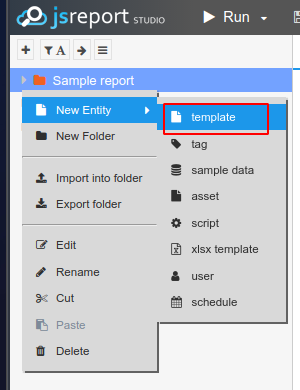 jsreport STUDIO
Run
A
Sample report
New Entity
New Folder
Import into folder
Export folder
Edit
Rename
Cut
Paste
Delete
template
tag
sample data
asset
script
xlsx template
user
schedule